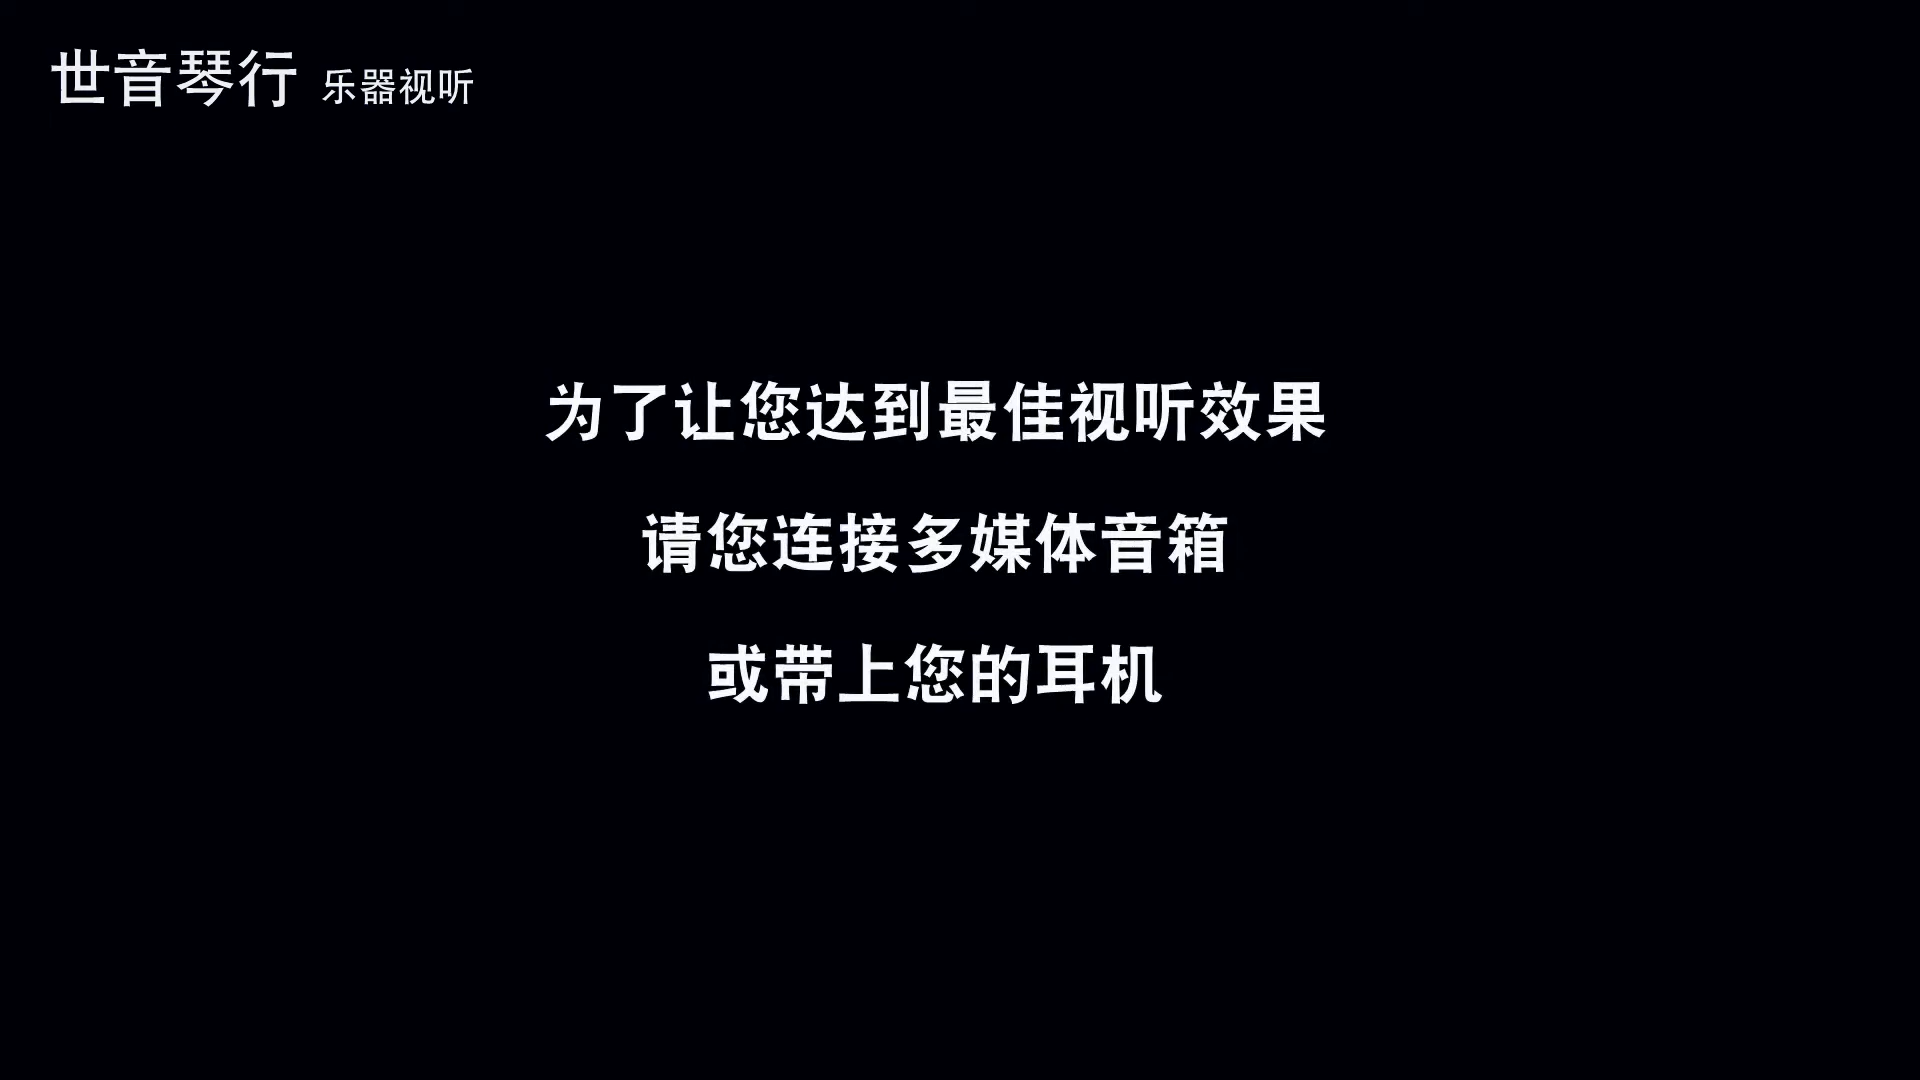 世音琴行 乐器视听
为了让您达到最佳视听效果
请您连接多媒体音箱
或带上您的耳机